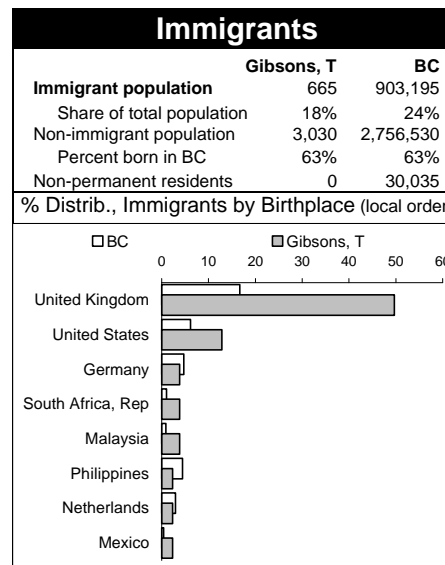 Immigrants
Gibsons, T BC
Immigrant population 665 903,195
Share of total population 18% 24%
Non-immigrant population 3,030 2,756,530
Percent born in BC 63% 63%
Non-permanent residents 0 30,035
% Distrib., Immigrants by Birthplace (local order
BC Gibsons, T
0 10 20 30 40 50 60
United Kingdom
United States
Germany
South Africa, Rep
Malaysia
Philippines
Netherlands
Mexico